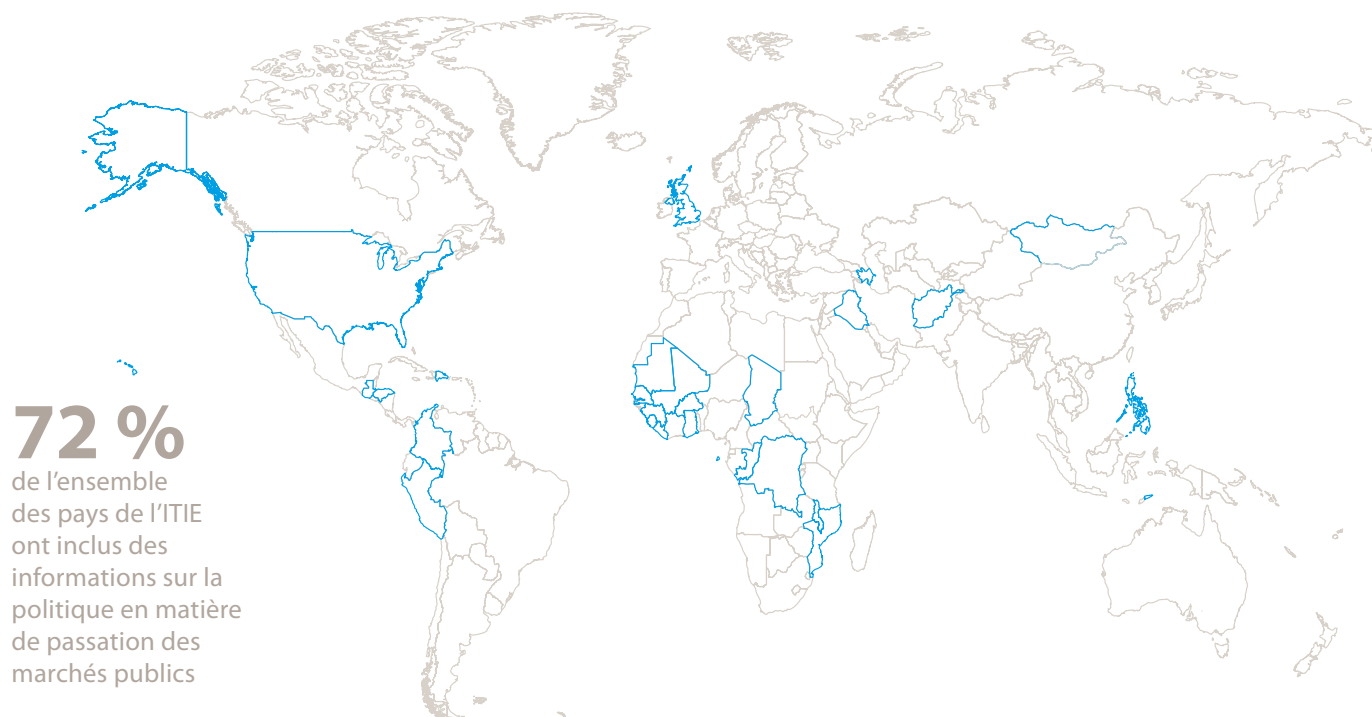 72 %
de l’ensemble
des pays de l’ITIE
ont inclus des
informations sur la
politique en matière
de passation des
marchés publics